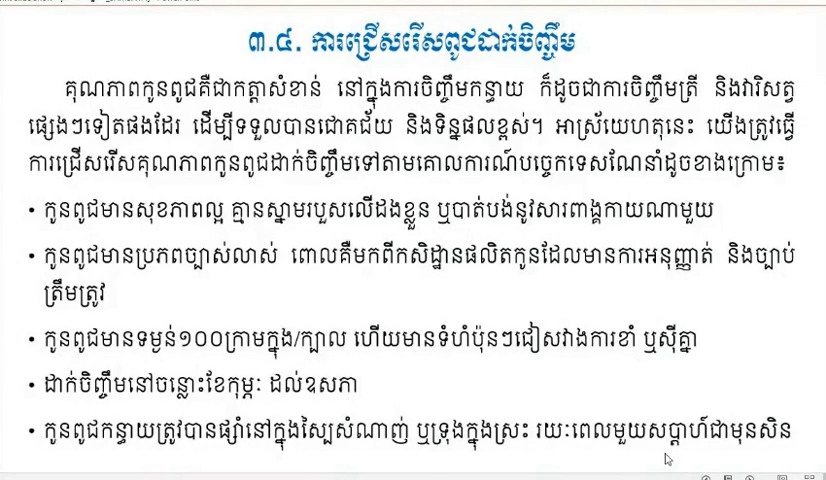 ៣.៤. ការជ្រើសរើសពូជដាក់ចិញ្ចឹម
គុណភាពកូនពូជគឺជាកត្តាសំខាន់ នៅក្នុងការចិញ្ចឹមកន្ធាយ ក៏ដូចជាការចិញ្ចឹមត្រី និងវារិសត្វ
ផ្សេងៗទៀតផងដែរ ដើម្បីទទួលបានជោគជ័យ និងទិន្នផលខ្ពស់។ អាស្រ័យហេតុនេះ យើងត្រូវធ្វើ
ការជ្រើសរើសគុណភាពកូនពូជដាក់ចិញ្ចឹមទៅតាមគោលការណ៍បច្ចេកទេសណែនាំដូចខាងក្រោម៖
• កូនពូជមានសុខភាពល្អ គ្មានស្នាមរបួសលើដងខ្លួន ឬបាត់បង់នូវសារពាង្គកាយណាមួយ
• កូនពូជមានប្រភពច្បាស់លាស់ ពោលគឺមកពីកសិដ្ឋានផលិតកូនដែលមានការអនុញ្ញាត់ និងច្បាប់
ត្រឹមត្រូវ
• កូនពូជមានទម្ងន់១០០ក្រាមក្នុង/ក្បាល ហើយមានទំហំប៉ុនៗជៀសវាងការខាំ ឬស៊ីគ្នា
• ដាក់ចិញ្ចឹមនៅចន្លោះខែកុម្ភៈ ដល់ឧសភា
• កូនពូជកន្ធាយត្រូវបានផ្សាំនៅក្នុងស្បៃសំណាញ់ ឬទ្រុងក្នុងស្រះ រយៈពេលមួយសប្តាហ៍ជាមុនសិន